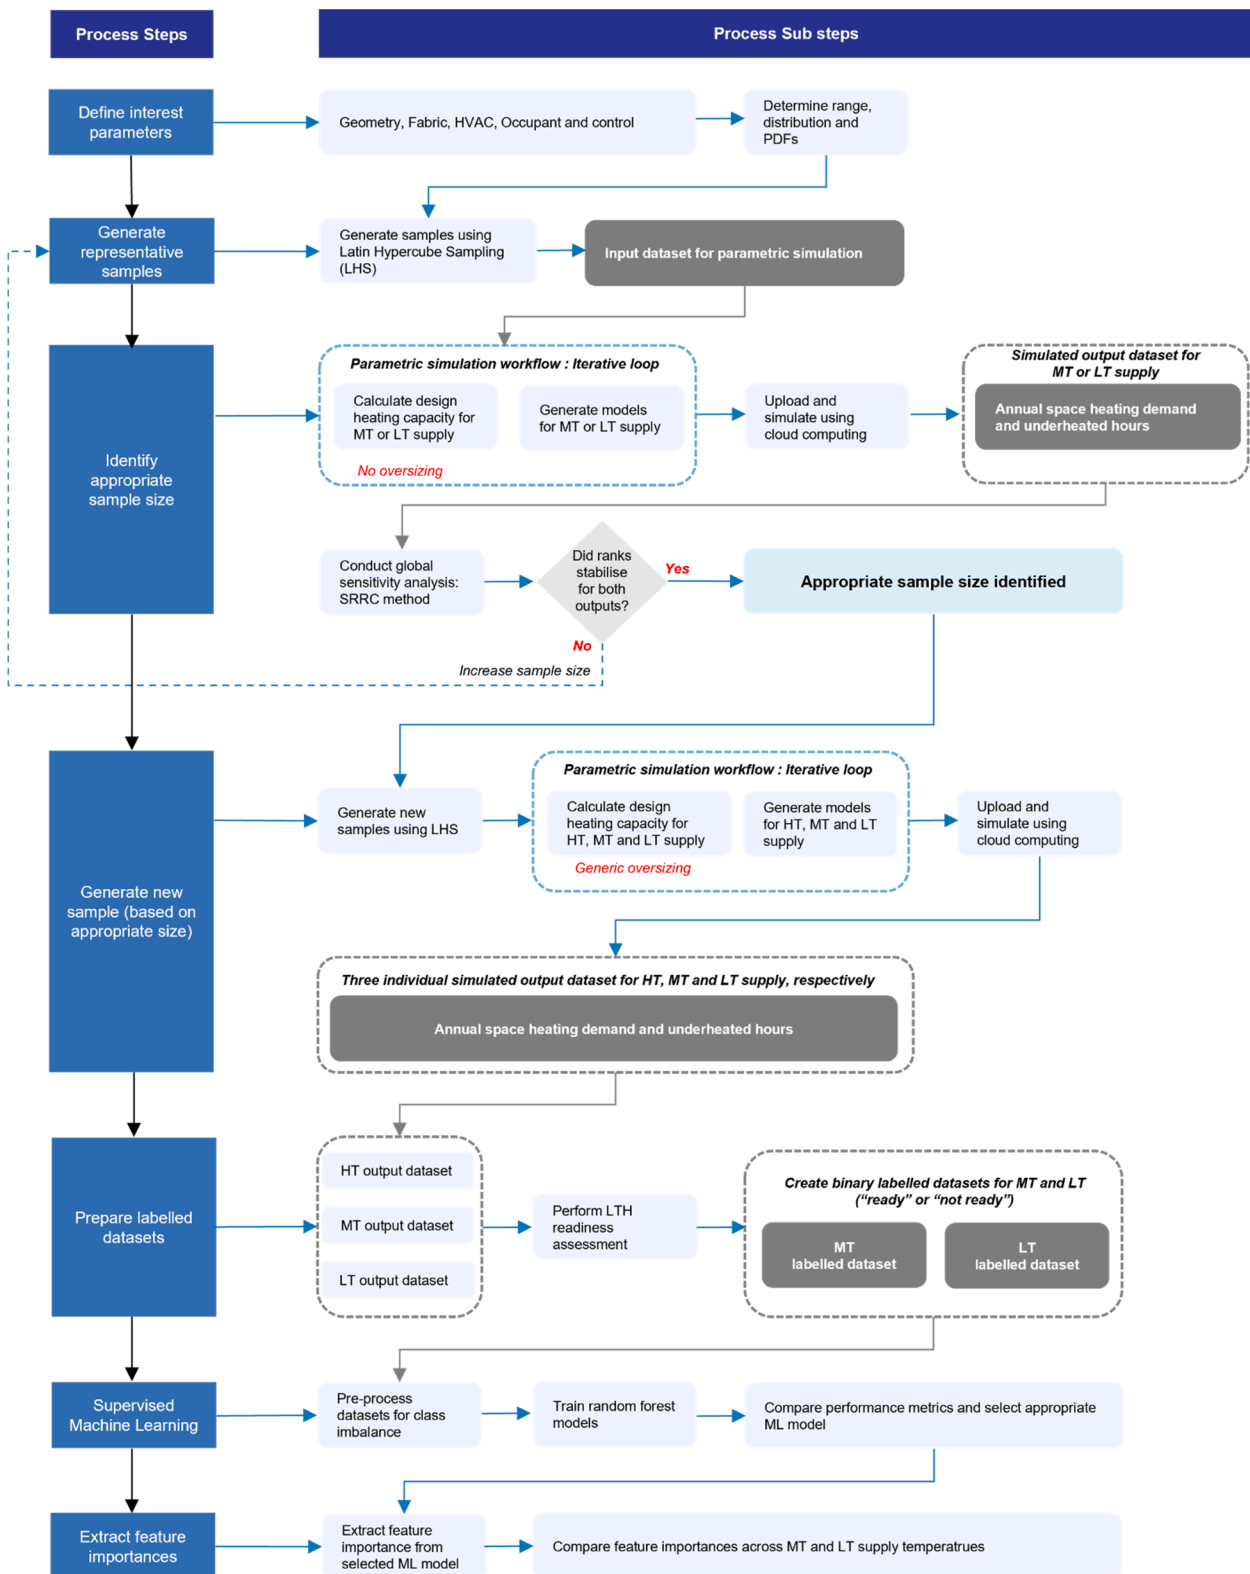 Process Steps
Process Sub steps
Define interest
parameters
Geometry, Fabric, HVAC, Occupant and control
Determine range,
distribution and
PDFs
Generate
representative
samples
Generate samples using
Latin Hypercube Sampling
(LHS)
Input dataset for parametric simulation
Identify
appropriate
sample size
Parametric simulation workflow : Iterative loop
Calculate design
heating capacity for
MT or LT supply
Generate models
for MT or LT supply
No oversizing
Upload and
simulate using
cloud computing
Simulated output dataset for
MT or LT supply
Annual space heating demand
and underheated hours
Conduct global
sensitivity analysis:
SRRC method
Did ranks
stabilise
for both
outputs?
Yes
Appropriate sample size identified
No
Increase sample size
Generate new
sample (based on
appropriate size)
Generate new
samples using LHS
Parametric simulation workflow : Iterative loop
Calculate design
heating capacity for
HT, MT and LT supply
Generate models
for HT, MT and LT
supply
Generic oversizing
Upload and
simulate using
cloud computing
Three individual simulated output dataset for HT, MT and LT supply, respectively
Annual space heating demand and underheated hours
Prepare labelled
datasets
HT output dataset
MT output dataset
LT output dataset
Perform LTH
readiness
assessment
Create binary labelled datasets for MT and LT
(“ready” or “not ready”)
MT
labelled dataset
LT
labelled dataset
Supervised
Machine Learning
Pre-process
datasets for class
imbalance
Train random forest
models
Compare performance metrics and select appropriate
ML model
Extract feature
importances
Extract feature
importance from
selected ML model
Compare feature importances across MT and LT supply temperatrues